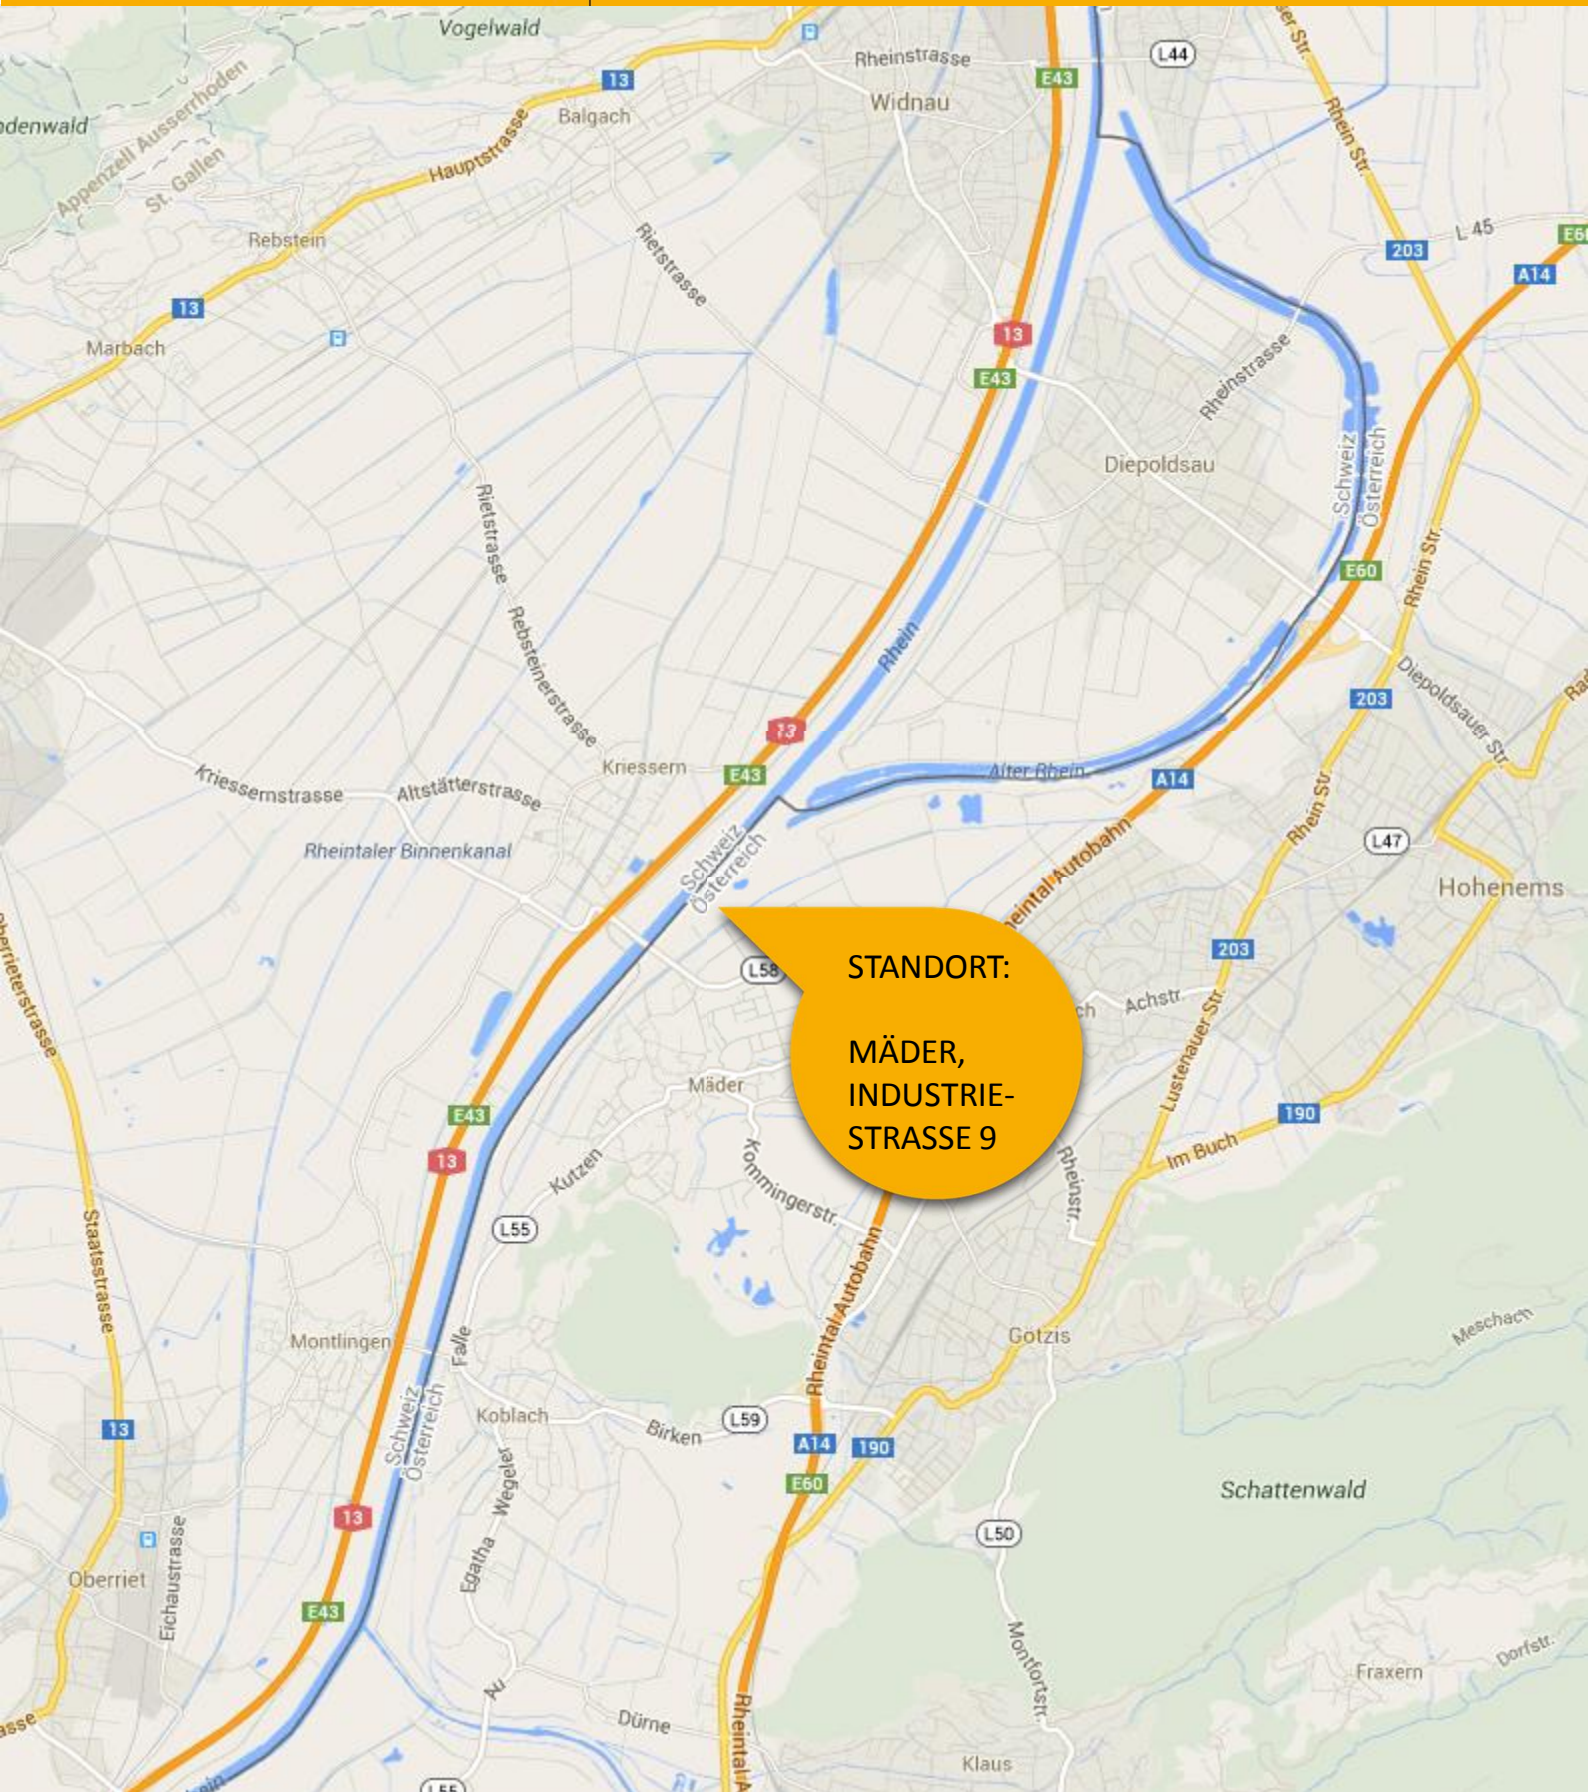 Vogelwald
Rheinstrasse
L44
13
E43
Widnau
Balgach
Rhein Str.
Hauptstrasse
Appenzell Ausserrhoden
St. Gallen
Rebstein
Rietstrasse
L 45
203
A14
13
Marbach
13
E43
Rheinstrasse
Diepoldsau
Schweiz
Österreich
Rietstrasse
Rhein Str.
E60
Rebsteinerstrasse
Rhein
Diepoldsauer Str.
203
13
Kriessern
E43
Alter Rhein
A14
Kriessernstrasse
Altstätterstrasse
Rhein Str.
Rheintaler Binnenkanal
Schweiz
Österreich
L47
Hohenems
203
L58
STANDORT:
MÄDER,
INDUSTRIE-
STRASSE 9
Achstr.
Lustenauer Str.
Mäder
E43
190
13
Kutzen
Kommingerstr.
Rheinstr.
Im Buch
L55
Staatsstrasse
Rheintal Autobahn
Montlingen
Falle
Götzis
Meschach
Schweiz
Österreich
Koblach
Birken
L59
13
A14
190
E60
Wegeler
Schattenwald
13
L50
Egatha
Oberriet
Eichaustrasse
E43
Montfortstr.
Dorfstr.
Fraxern
Au
Dürne
Klaus
L55